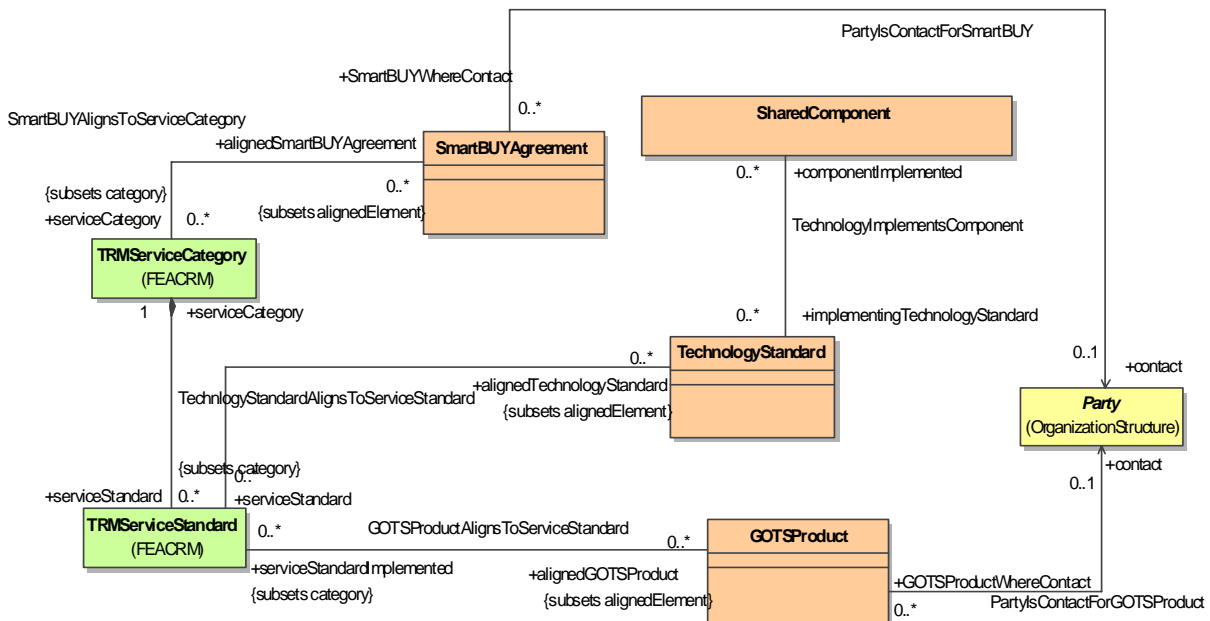 PartyIsContactForSmartBUY
+SmartBUYWhereContact
0..*
SharedComponent
SmartBUYAlignsToServiceCategory
+alignedSmartBUYAgreement
SmartBUYAgreement
0..*
+componentImplemented
{subsets category}
0..*
{subsets alignedElement}
+serviceCategory
0..*
TechnologyImplementsComponent
TRMServiceCategory
(FEACRM)
1
+serviceCategory
0..*
+implementingTechnologyStandard
0..*
TechnologyStandard
0..1
+contact
TechnlogyStandardAlignsToServiceStandard
+alignedTechnologyStandard
{subsets alignedElement}
Party
(OrganizationStructure)
{subsets category}
0..*
+contact
0..1
+serviceStandard
0..*
+serviceStandard
TRMServiceStandard
(FEACRM)
0..*
GOTSProductAlignsToServiceStandard
0..*
GOTSProduct
+serviceStandardImplemented
{subsets category}
+alignedGOTSProduct
{subsets alignedElement}
+GOTSProductWhereContact
0..*
PartyIsContactForGOTSProduct